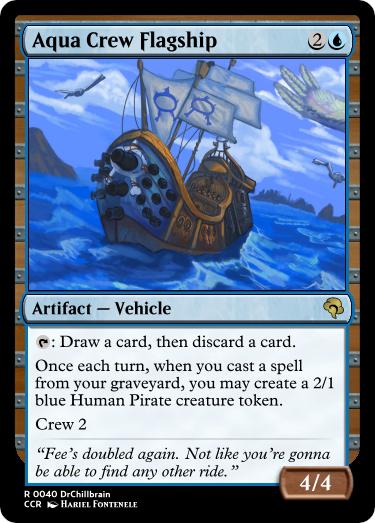 Aqua Crew Flagship 2
Artifact — Vehicle
: Draw a card, then discard a card.
Once each turn, when you cast a spell
from your graveyard, you may create a 2/1
blue Human Pirate creature token.
Crew 2
“Fee's doubled again. Not like you're gonna
be able to find any other ride.”
4/4
R 0040 DrChillbrain
CCR Hariel Fontenele